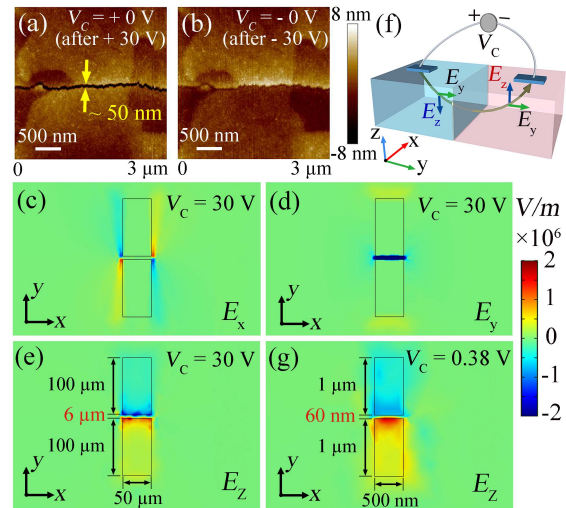 (a) V_C = + 0 V
(after + 30 V)
~ 50 nm
500 nm
0 3 μm
(b) V_C = - 0 V
(after - 30 V)
500 nm
0 3 μm
8 nm
-8 nm
(f)
+ −
V_C
E_y
E_z
E_z
E_y
z
x
y
(c) V_C = 30 V
y
x
E_x
(d) V_C = 30 V
y
x
E_y
V/m
×10⁶
2
1
0
-1
-2
(e) V_C = 30 V
100 μm
6 μm
100 μm
y
x
50 μm
E_Z
(g) V_C = 0.38 V
1 μm
60 nm
1 μm
y
x
500 nm
E_Z